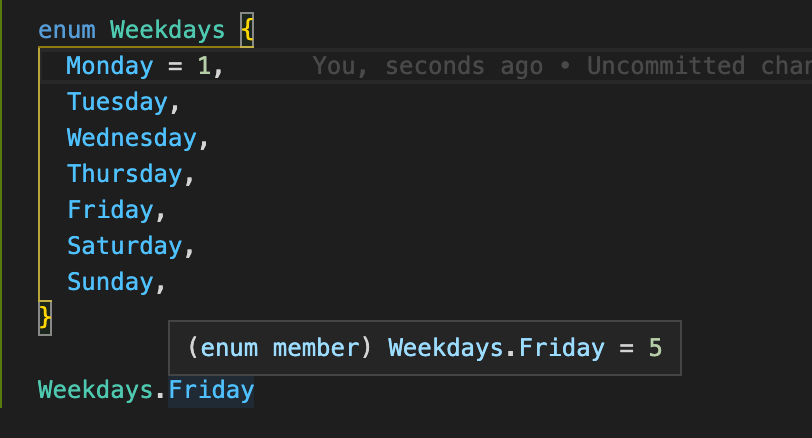 enum Weekdays {
Monday = 1, You, seconds ago • Uncommitted
Tuesday,
Wednesday,
Thursday,
Friday,
Saturday,
Sunday,
}
(enum member) Weekdays.Friday = 5
Weekdays.Friday